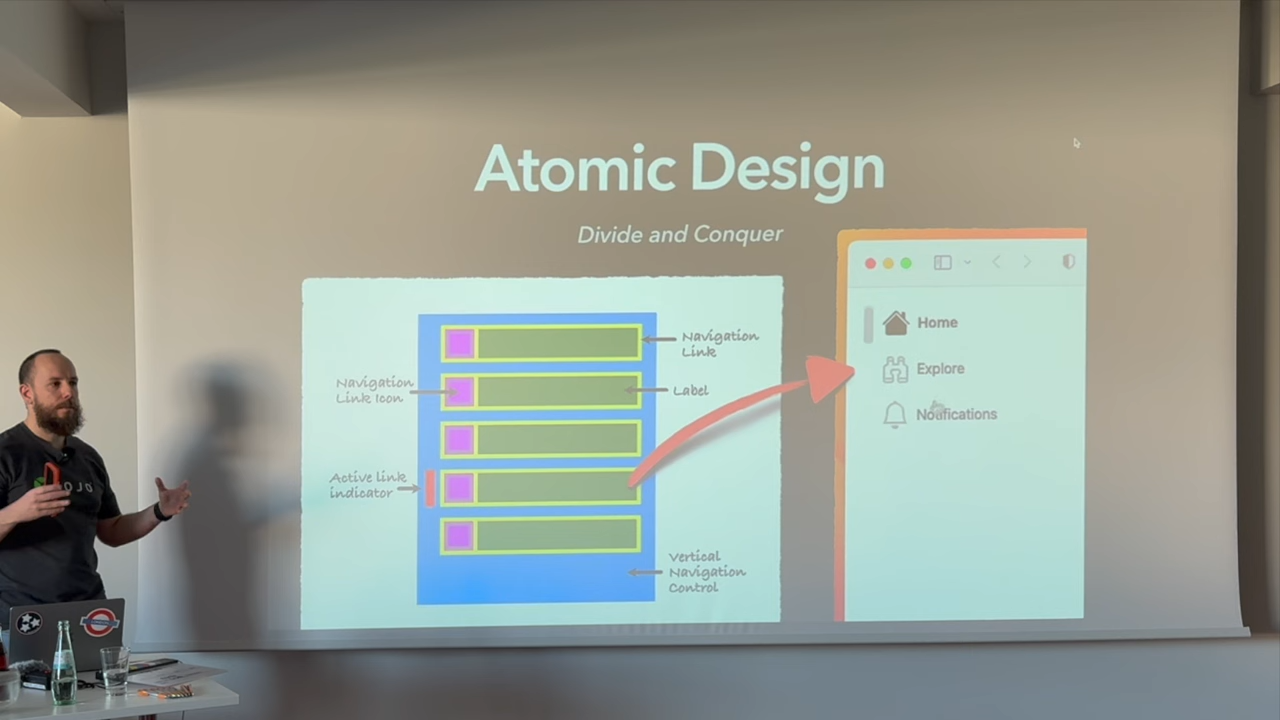 Atomic Design
Divide and Conquer
Navigation
Link
Navigation
Link Icon
Label
Active link
indicator
Vertical
Navigation
Control
Home
Explore
Notifications